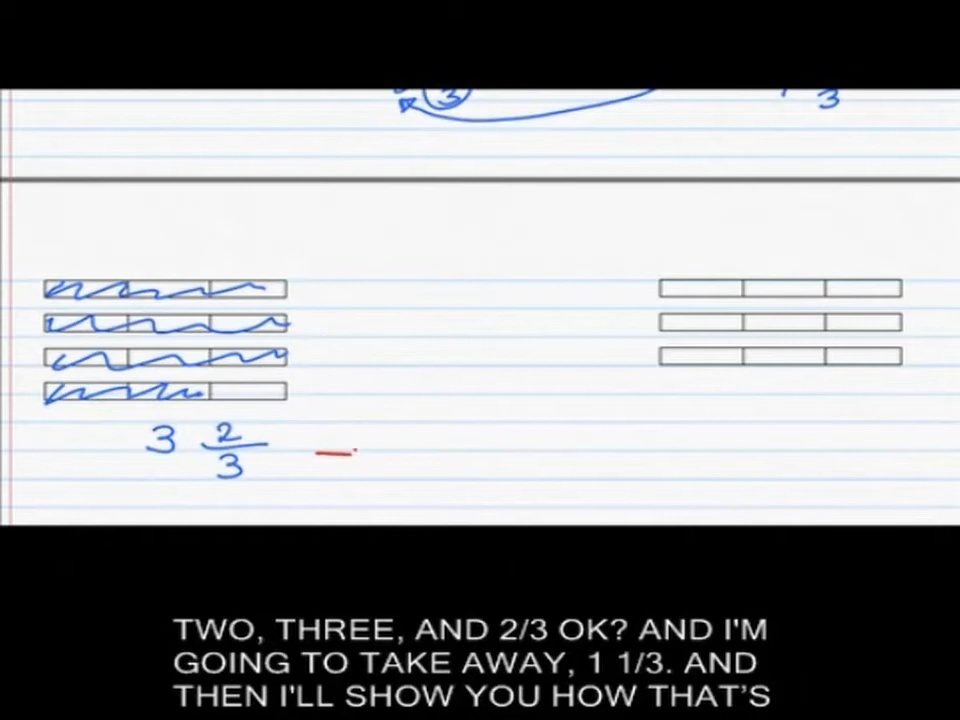 3 3
3 2/3 —
TWO, THREE, AND 2/3 OK? AND I'M
GOING TO TAKE AWAY, 1 1/3. AND
THEN I'LL SHOW YOU HOW THAT'S